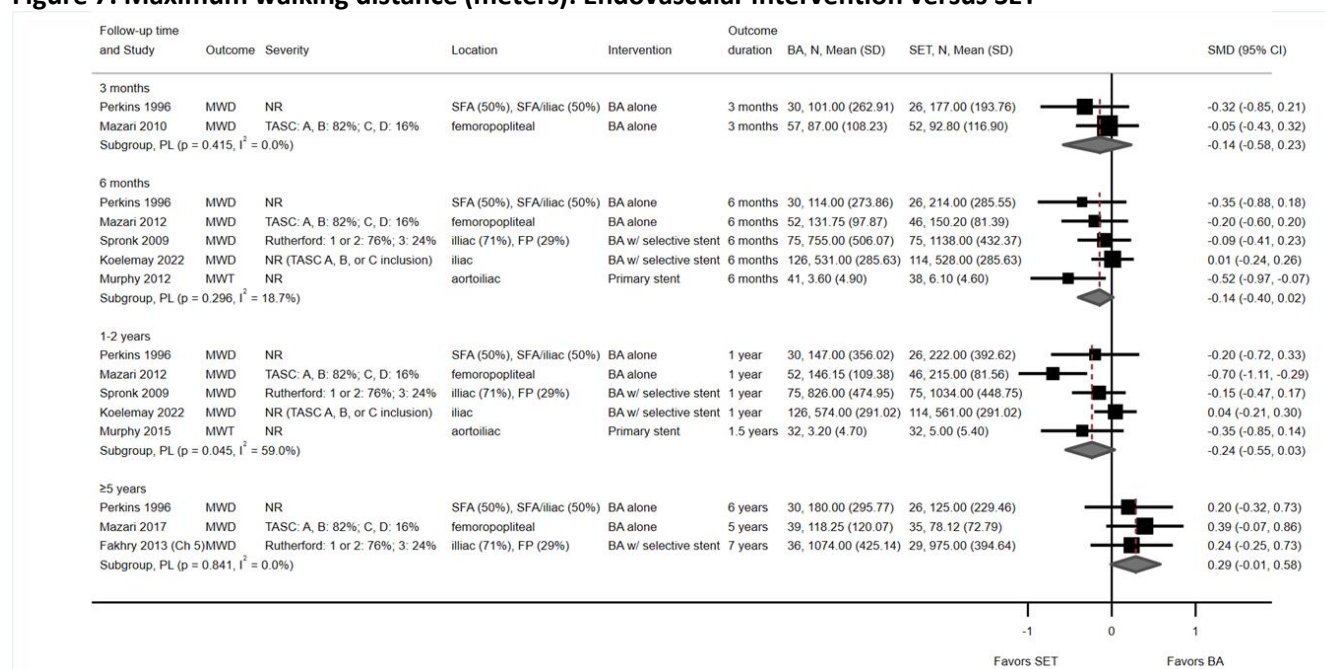 Figure 7. Maximum walking distance (meters): Endovascular intervention versus SET
Follow-up time Outcome
and Study Outcome Severity Location Intervention duration BA, N, Mean (SD) SET, N, Mean (SD) SMD (95% CI)
3 months
Perkins 1996 MWD NR SFA (50%), SFA/iliac (50%) BA alone 3 months 30, 101.00 (262.91) 26, 177.00 (193.76) -0.32 (-0.85, 0.21)
Mazari 2010 MWD TASC: A, B: 82%; C, D: 16% femoropopliteal BA alone 3 months 57, 87.00 (108.23) 52, 92.80 (116.90) -0.05 (-0.43, 0.32)
Subgroup, PL (p = 0.415, I² = 0.0%) -0.14 (-0.58, 0.23)
6 months
Perkins 1996 MWD NR SFA (50%), SFA/iliac (50%) BA alone 6 months 30, 114.00 (273.86) 26, 214.00 (285.55) -0.35 (-0.88, 0.18)
Mazari 2012 MWD TASC: A, B: 82%; C, D: 16% femoropopliteal BA alone 6 months 52, 131.75 (97.87) 46, 150.20 (81.39) -0.20 (-0.60, 0.20)
Spronk 2009 MWD Rutherford: 1 or 2: 76%; 3: 24% illiac (71%), FP (29%) BA w/ selective stent 6 months 75, 755.00 (506.07) 75, 1138.00 (432.37) -0.09 (-0.41, 0.23)
Koelemay 2022 MWD NR (TASC A, B, or C inclusion) iliac BA w/ selective stent 6 months 126, 531.00 (285.63) 114, 528.00 (285.63) 0.01 (-0.24, 0.26)
Murphy 2012 MWT NR aortoiliac Primary stent 6 months 41, 3.60 (4.90) 38, 6.10 (4.60) -0.52 (-0.97, -0.07)
Subgroup, PL (p = 0.296, I² = 18.7%) -0.14 (-0.40, 0.02)
1-2 years
Perkins 1996 MWD NR SFA (50%), SFA/iliac (50%) BA alone 1 year 30, 147.00 (356.02) 26, 222.00 (392.62) -0.20 (-0.72, 0.33)
Mazari 2012 MWD TASC: A, B: 82%; C, D: 16% femoropopliteal BA alone 1 year 52, 146.15 (109.38) 46, 215.00 (81.56) -0.70 (-1.11, -0.29)
Spronk 2009 MWD Rutherford: 1 or 2: 76%; 3: 24% illiac (71%), FP (29%) BA w/ selective stent 1 year 75, 826.00 (474.95) 75, 1034.00 (448.75) -0.15 (-0.47, 0.17)
Koelemay 2022 MWD NR (TASC A, B, or C inclusion) iliac BA w/ selective stent 1 year 126, 574.00 (291.02) 114, 561.00 (291.02) 0.04 (-0.21, 0.30)
Murphy 2015 MWT NR aortoiliac Primary stent 1.5 years 32, 3.20 (4.70) 32, 5.00 (5.40) -0.35 (-0.85, 0.14)
Subgroup, PL (p = 0.045, I² = 59.0%) -0.24 (-0.55, 0.03)
≥5 years
Perkins 1996 MWD NR SFA (50%), SFA/iliac (50%) BA alone 6 years 30, 180.00 (295.77) 26, 125.00 (229.46) 0.20 (-0.32, 0.73)
Mazari 2017 MWD TASC: A, B: 82%; C, D: 16% femoropopliteal BA alone 5 years 39, 118.25 (120.07) 35, 78.12 (72.79) 0.39 (-0.07, 0.86)
Fakhry 2013 (Ch 5)MWD Rutherford: 1 or 2: 76%; 3: 24% illiac (71%), FP (29%) BA w/ selective stent 7 years 36, 1074.00 (425.14) 29, 975.00 (394.64) 0.24 (-0.25, 0.73)
Subgroup, PL (p = 0.841, I² = 0.0%) 0.29 (-0.01, 0.58)
-1 0 1
Favors SET Favors BA